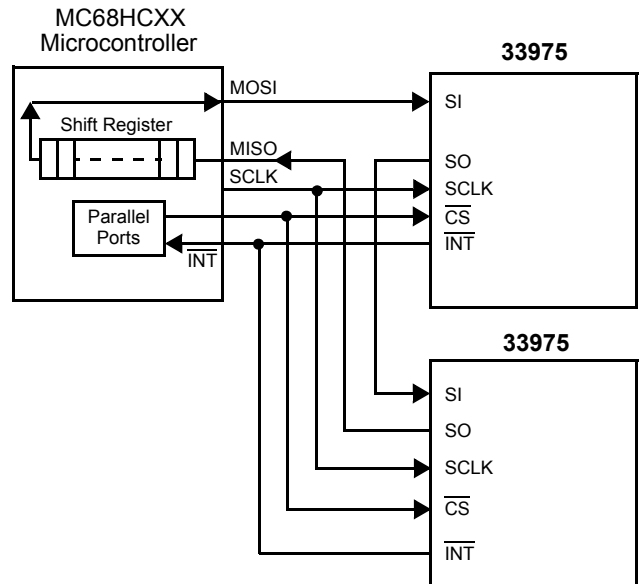 MC68HCXX
Microcontroller
33975
MOSI
SI
Shift Register
MISO
SO
SCLK
SCLK
Parallel
Ports
CS
INT
INT
33975
SI
SO
SCLK
CS
INT